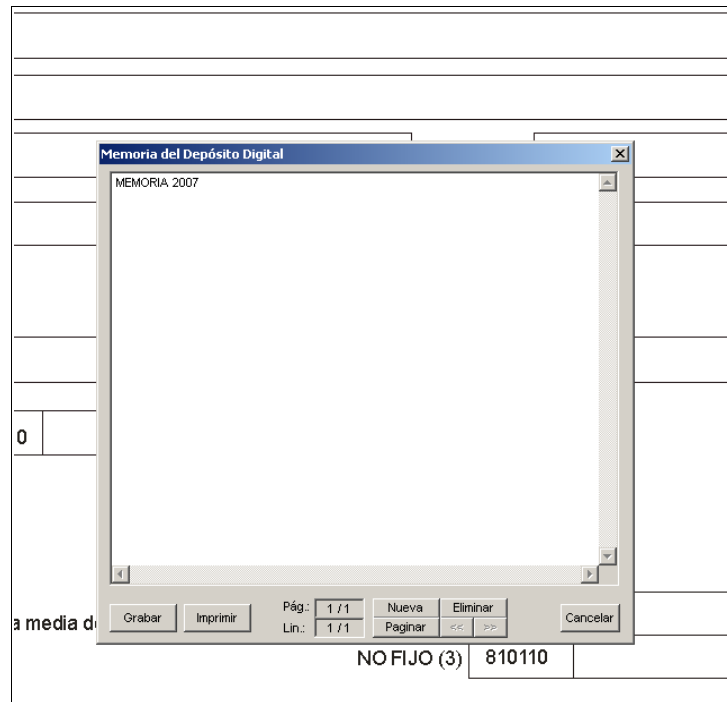 Memoria del Depósito Digital
MEMORIA 2007
0
Grabar Imprimir Pág.: 1 / 1 Nueva Eliminar Cancelar
Lin.: 1 / 1 Paginar << >>
a media d
NO FIJO (3) 810110